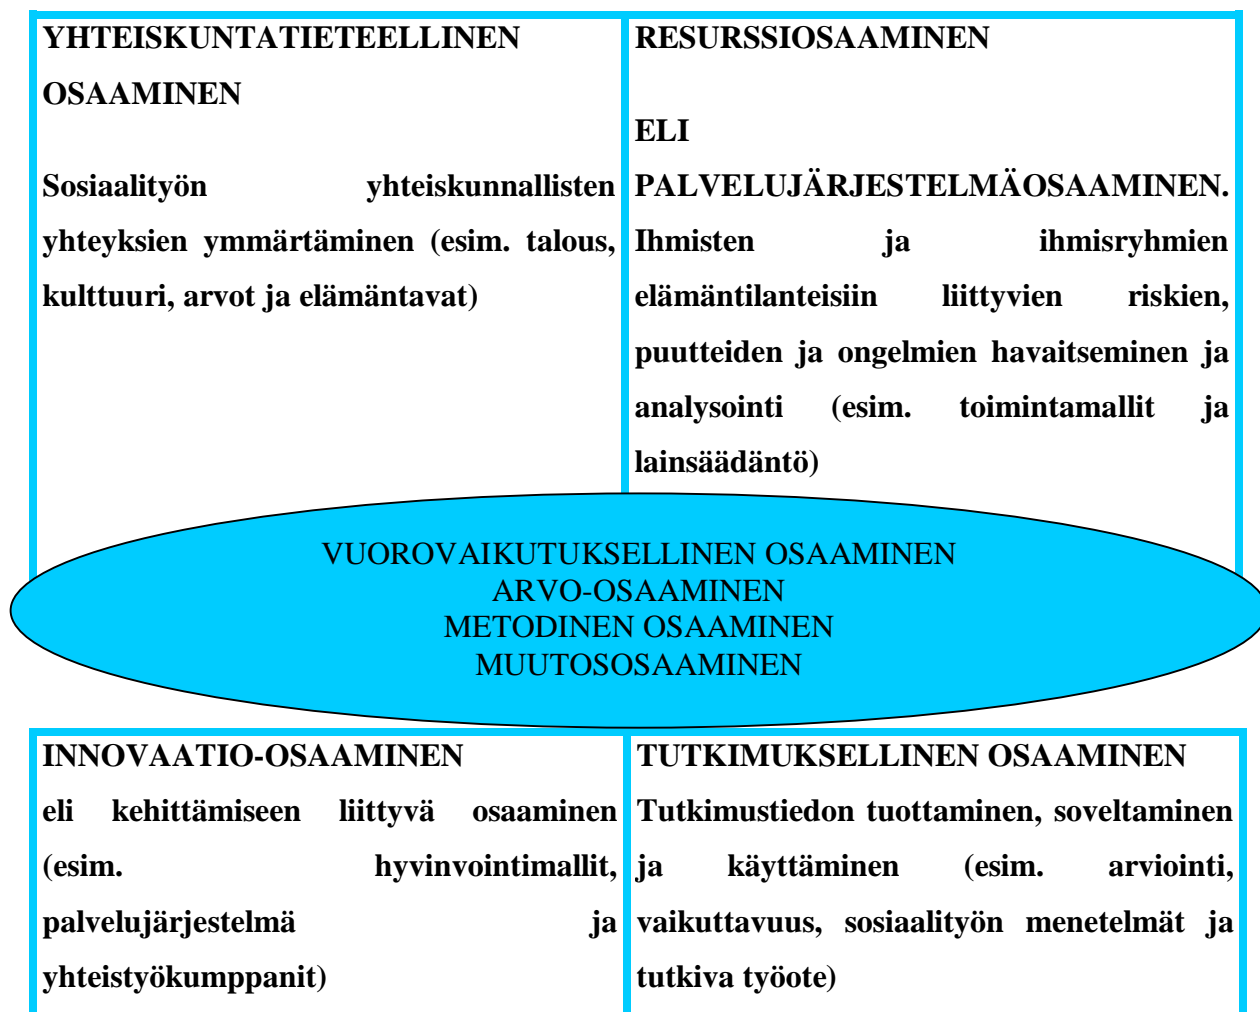 YHTEISKUNTATIETEELLINEN
OSAAMINEN
Sosiaalityön yhteiskunnallisten
yhteyksien ymmärtäminen (esim. talous,
kulttuuri, arvot ja elämäntavat)
RESURSSIOSAAMINEN
ELI
PALVELUJÄRJESTELMÄOSAAMINEN.
Ihmisten ja ihmisryhmien
elämäntilanteisiin liittyvien riskien,
puutteiden ja ongelmien havaitseminen ja
analysointi (esim. toimintamallit ja
lainsäädäntö)
VUOROVAIKUTUKSELLINEN OSAAMINEN
ARVO-OSAAMINEN
METODINEN OSAAMINEN
MUUTOSOSAAMINEN
INNOVAATIO-OSAAMINEN
eli kehittämiseen liittyvä osaaminen
(esim. hyvinvointimallit,
palvelujärjestelmä ja
yhteistyökumppanit)
TUTKIMUKSELLINEN OSAAMINEN
Tutkimustiedon tuottaminen, soveltaminen
ja käyttäminen (esim. arviointi,
vaikuttavuus, sosiaalityön menetelmät ja
tutkiva työote)